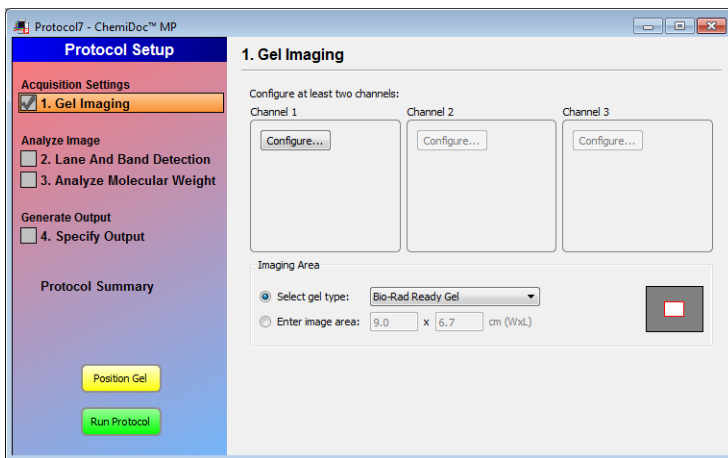 Protocol7 - ChemiDoc™ MP
Protocol Setup
Acquisition Settings
1. Gel Imaging
Analyze Image
2. Lane And Band Detection
3. Analyze Molecular Weight
Generate Output
4. Specify Output
Protocol Summary
Position Gel
Run Protocol
1. Gel Imaging
Configure at least two channels:
Channel 1 Channel 2 Channel 3
Configure... Configure... Configure...
Imaging Area
Select gel type: Bio-Rad Ready Gel
Enter image area: 9.0 x 6.7 cm (WxL)